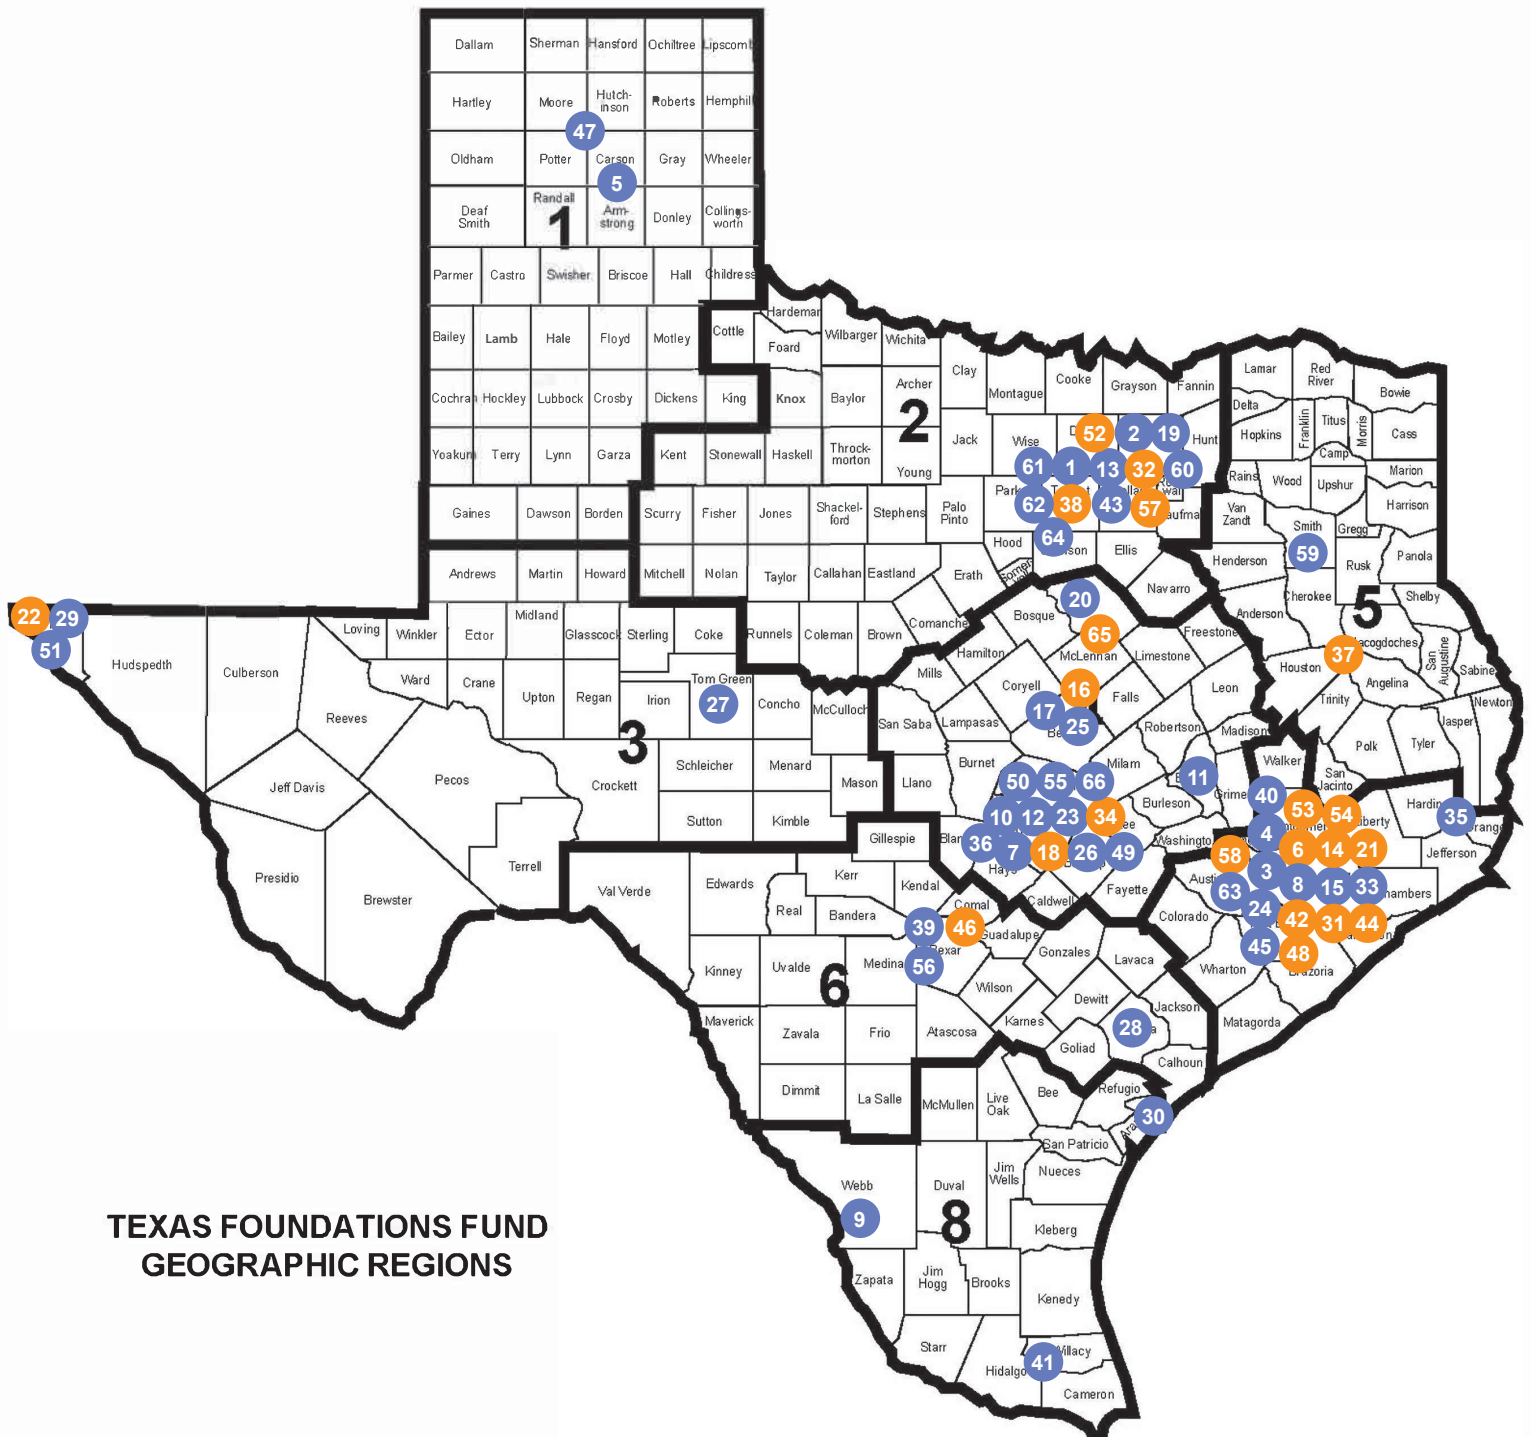 Dallam
Sherman
Hansford
Ochiltree
Lipscomb
Hartley
Moore
Hutch-
inson
Roberts
Hemphill
47
Oldham
Potter
Carson
Gray
Wheeler
5
Deaf
Smith
Randall
1
Arm-
strong
Donley
Collings-
worth
Parmer
Castro
Swisher
Briscoe
Hall
Childress
Bailey
Lamb
Hale
Floyd
Motley
Cottle
Hardeman
Foard
Wilbarger
Wichita
Cochran
Hockley
Lubbock
Crosby
Dickens
King
Knox
Baylor
Archer
2
Clay
Montague
Cooke
Grayson
Fannin
Lamar
Red
River
Bowie
Yoakum
Terry
Lynn
Garza
Kent
Stonewall
Haskell
Throck-
morton
Young
Jack
Wise
52
2
19
Hunt
Delta
Hopkins
Franklin
Titus
Morris
Cass
Camp
61
1
13
32
60
Rains
Wood
Upshur
Marion
Harrison
Gaines
Dawson
Borden
Scurry
Fisher
Jones
Shackel-
ford
Stephens
Palo
Pinto
62
38
43
57
Van
Zandt
Smith
Gregg
64
Hood
Ellis
Henderson
59
Rusk
Panola
Andrews
Martin
Howard
Mitchell
Nolan
Taylor
Callahan
Eastland
Erath
Navarro
Anderson
Cherokee
5
Shelby
22
29
51
Hudspeth
Culberson
Loving
Winkler
Ector
Midland
Glasscock
Sterling
Coke
Runnels
Coleman
Brown
Comanche
Bosque
20
65
McLennan
Limestone
Freestone
Hamilton
Houston
37
San
Augustine
Sabine
Reeves
Ward
Crane
Upton
Regan
Irion
Tom Green
27
Concho
McCulloch
Mills
Coryell
16
Falls
Leon
Trinity
Angelina
Newton
17
25
San Saba
Lampasas
Robertson
Madison
Polk
Tyler
Jasper
Jeff Davis
Pecos
3
Crockett
Schleicher
Menard
Mason
Llano
Burnet
50
55
66
Milam
11
Walker
San
Jacinto
Sutton
Kimble
10
12
23
34
Burleson
40
53
54
Hardin
35
Presidio
Brewster
Terrell
Gillespie
36
7
18
26
49
Washington
4
6
14
21
Jefferson
58
3
8
15
33
Val Verde
Edwards
Kerr
Kendal
Fayette
63
Real
Bandera
Comal
Caldwell
Colorado
24
42
31
44
39
46
Guadalupe
45
48
Kinney
Uvalde
Medina
56
6
Gonzales
Lavaca
Wharton
Brazoria
Wilson
Maverick
Zavala
Frio
Atascosa
Karnes
Dewitt
Jackson
28
Matagorda
Goliad
Calhoun
Dimmit
La Salle
McMullen
Live
Oak
Bee
Refugio
30
San Patricio
Webb
9
Duval
Jim
Wells
Nueces
8
Kleberg
TEXAS FOUNDATIONS FUND
GEOGRAPHIC REGIONS
Zapata
Jim
Hogg
Brooks
Kenedy
Starr
Hidalgo
41
Cameron